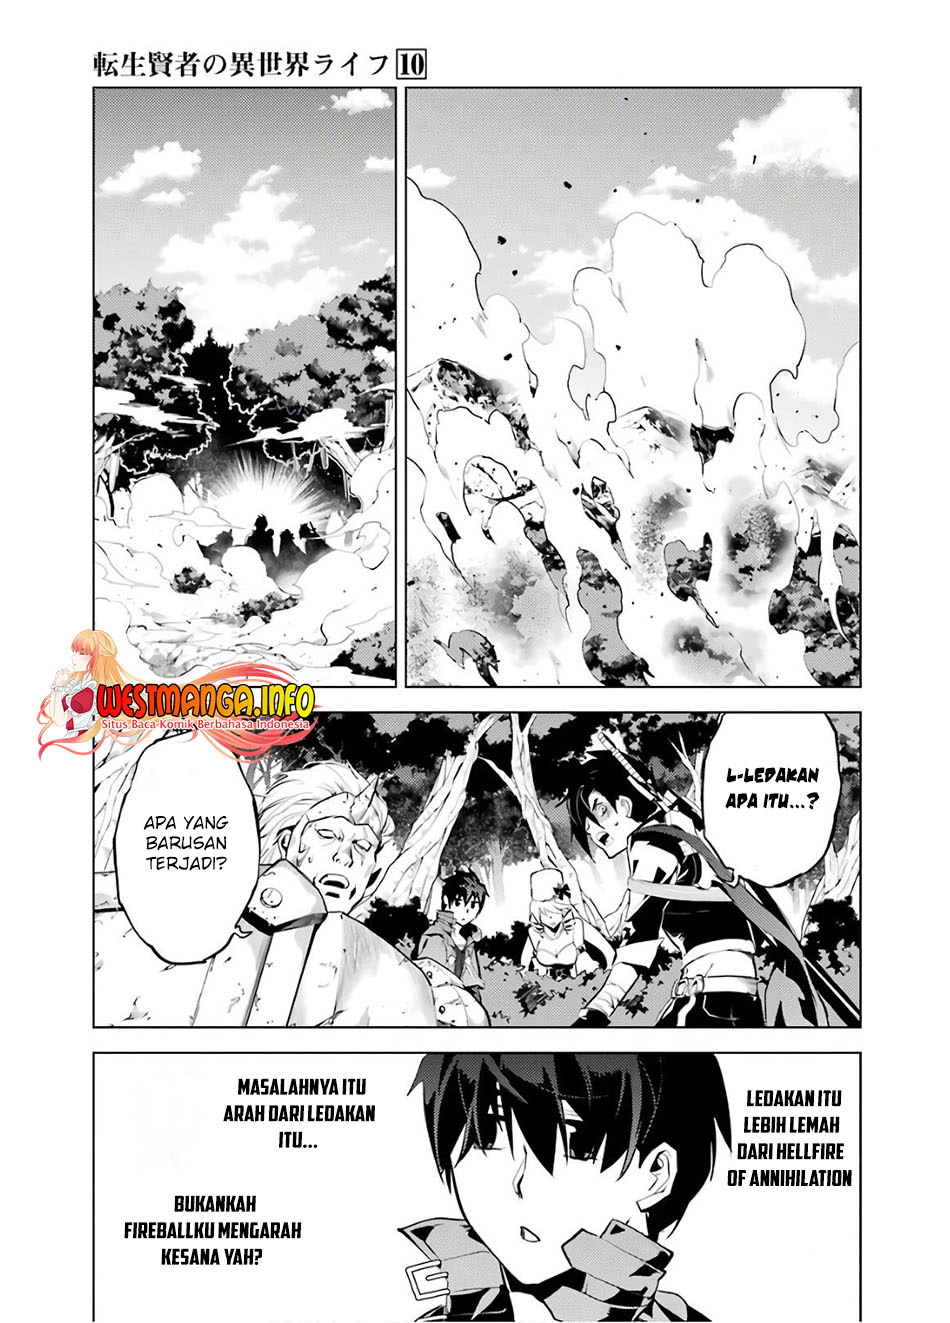 転生賢者の異世界ライフ 10
WESTMANGA.INFO
Situs Baca Komik Berbahasa Indonesia
L-LEDAKAN
APA ITU...?
APA YANG
BARUSAN
TERJADI?
LEDAKAN ITU
LEBIH LEMAH
DARI HELLFIRE
OF ANNIHILATION
MASALAHNYA ITU
ARAH DARI LEDAKAN
ITU...
BUKANKAH
FIREBALLKU MENGARAH
KESANA YAH?